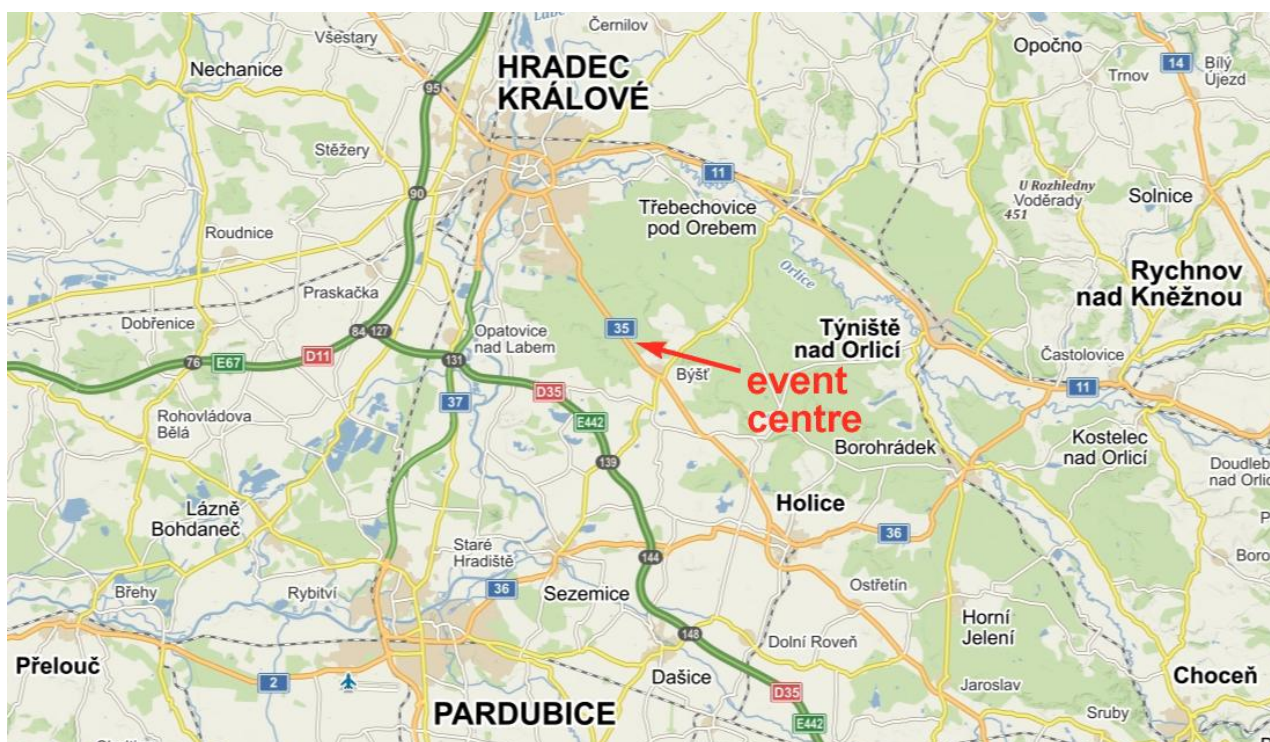 Všestary
Labe
Černilov
Opočno
14
Bílý
Újezd
Trnov
Nechanice
HRADEC
KRÁLOVÉ
95
Stěžery
90
11
U Rozhledny
Voděrady
451
Solnice
Třebechovice
pod Orebem
Roudnice
Orlice
Rychnov
nad Kněžnou
Praskačka
Dobřenice
84
127
Opatovice
nad Labem
35
Týniště
nad Orlicí
Častolovice
76
E67
D11
131
Býšť
event
centre
11
D35
37
E442
Rohovládova
Bělá
Borohrádek
Kostelec
nad Orlicí
139
Doudleb
nad Orlic
Lázně
Bohdaneč
Holice
36
Staré
Hradiště
144
Boro
Břehy
Rybitví
36
Sezemice
Ostřetín
Horní
Jelení
148
Dolní Roveň
Přelouč
2
Dašice
D35
Jaroslav
Choceň
PARDUBICE
E442
Sruby